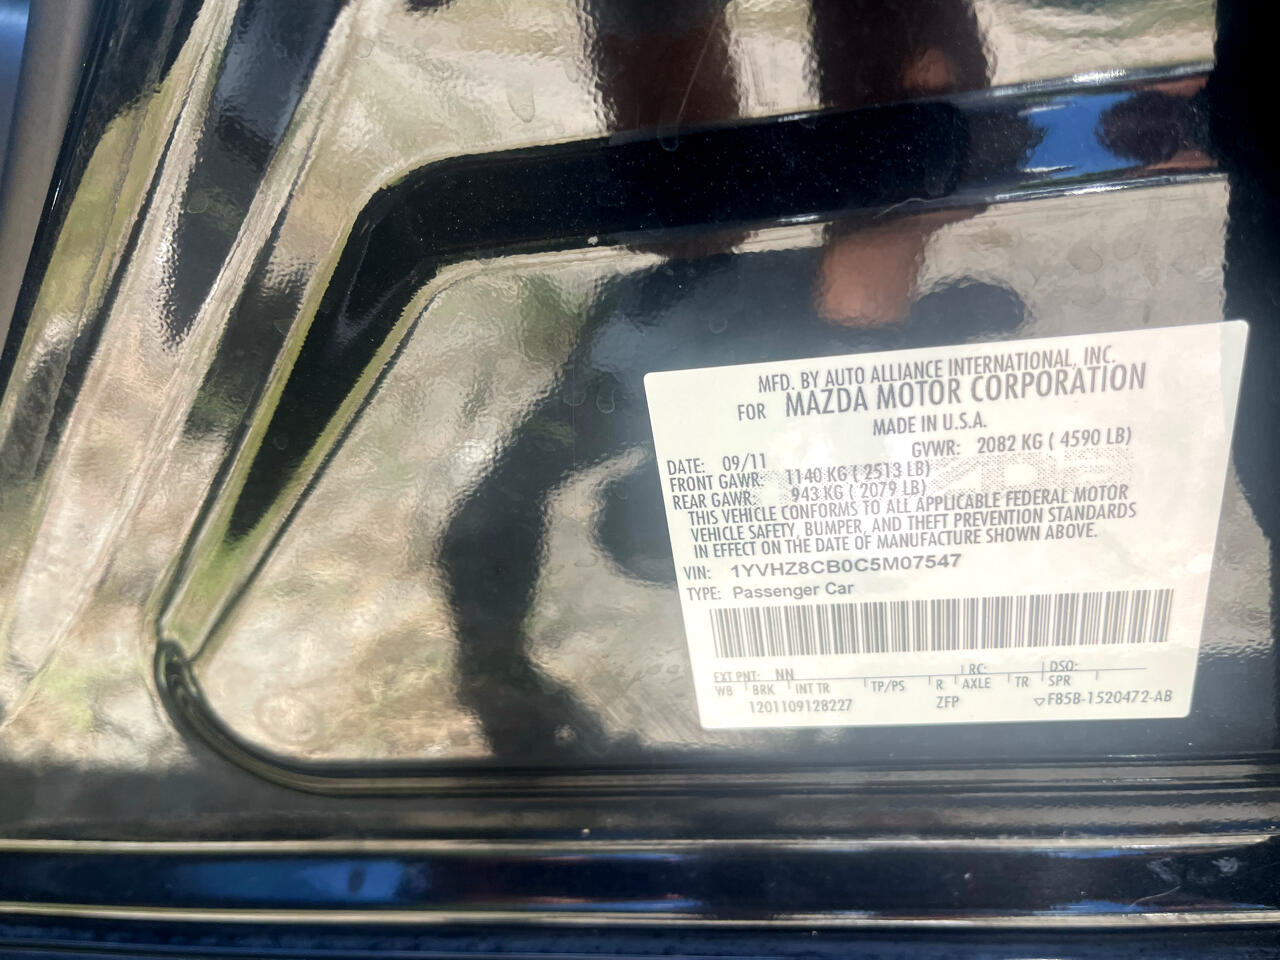 MFD. BY AUTO ALLIANCE INTERNATIONAL, INC.
FOR MAZDA MOTOR CORPORATION
MADE IN U.S.A.
DATE: 09/11 GVWR: 2082 KG ( 4590 LB)
FRONT GAWR: 1140 KG ( 2513 LB)
REAR GAWR: 943 KG ( 2079 LB)
THIS VEHICLE CONFORMS TO ALL APPLICABLE FEDERAL MOTOR
VEHICLE SAFETY, BUMPER, AND THEFT PREVENTION STANDARDS
IN EFFECT ON THE DATE OF MANUFACTURE SHOWN ABOVE.
VIN: 1YVHZ8CB0C5M07547
TYPE: Passenger Car
EXT PNT: NN RC: DSO:
WB BRK INT TR TP/PS R AXLE TR SPR
1201109128227 ZFP ▽F85B-1520472-AB